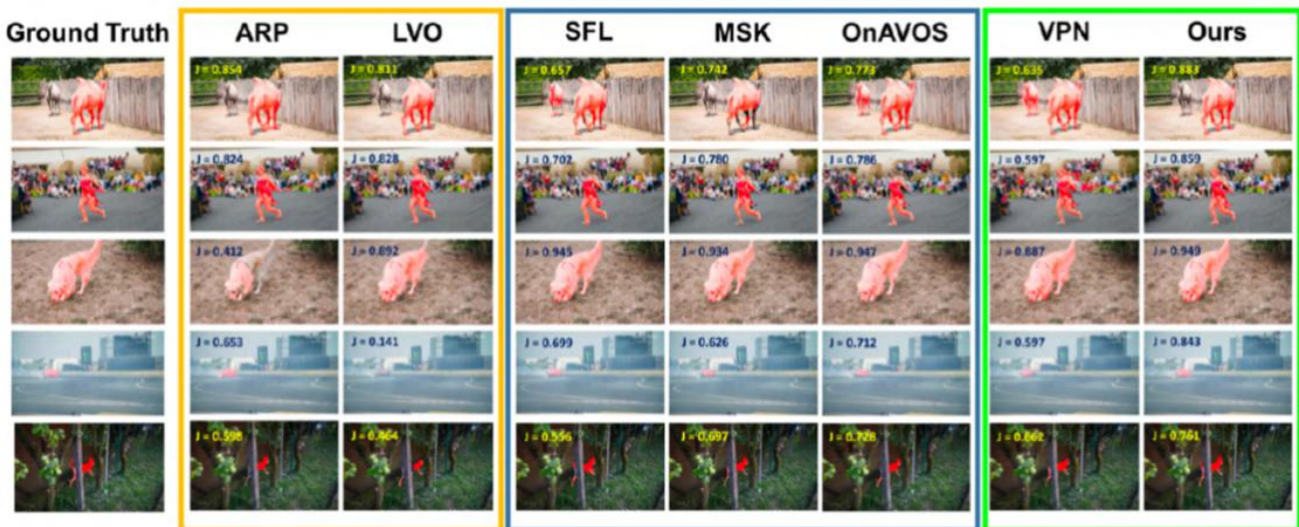 Ground Truth ARP LVO SFL MSK OnAVOS VPN Ours
J = 0.854 J = 0.811 J = 0.657 J = 0.742 J = 0.773 J = 0.635 J = 0.883
J = 0.824 J = 0.828 J = 0.702 J = 0.780 J = 0.786 J = 0.597 J = 0.859
J = 0.412 J = 0.892 J = 0.945 J = 0.934 J = 0.947 J = 0.887 J = 0.949
J = 0.653 J = 0.141 J = 0.699 J = 0.626 J = 0.712 J = 0.597 J = 0.843
J = 0.598 J = 0.464 J = 0.556 J = 0.697 J = 0.728 J = 0.662 J = 0.761